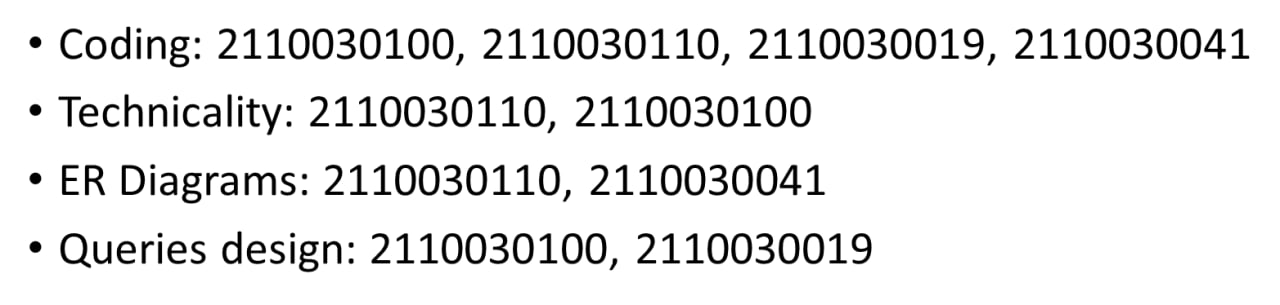 • Coding: 2110030100, 2110030110, 2110030019, 2110030041
• Technicality: 2110030110, 2110030100
• ER Diagrams: 2110030110, 2110030041
• Queries design: 2110030100, 2110030019